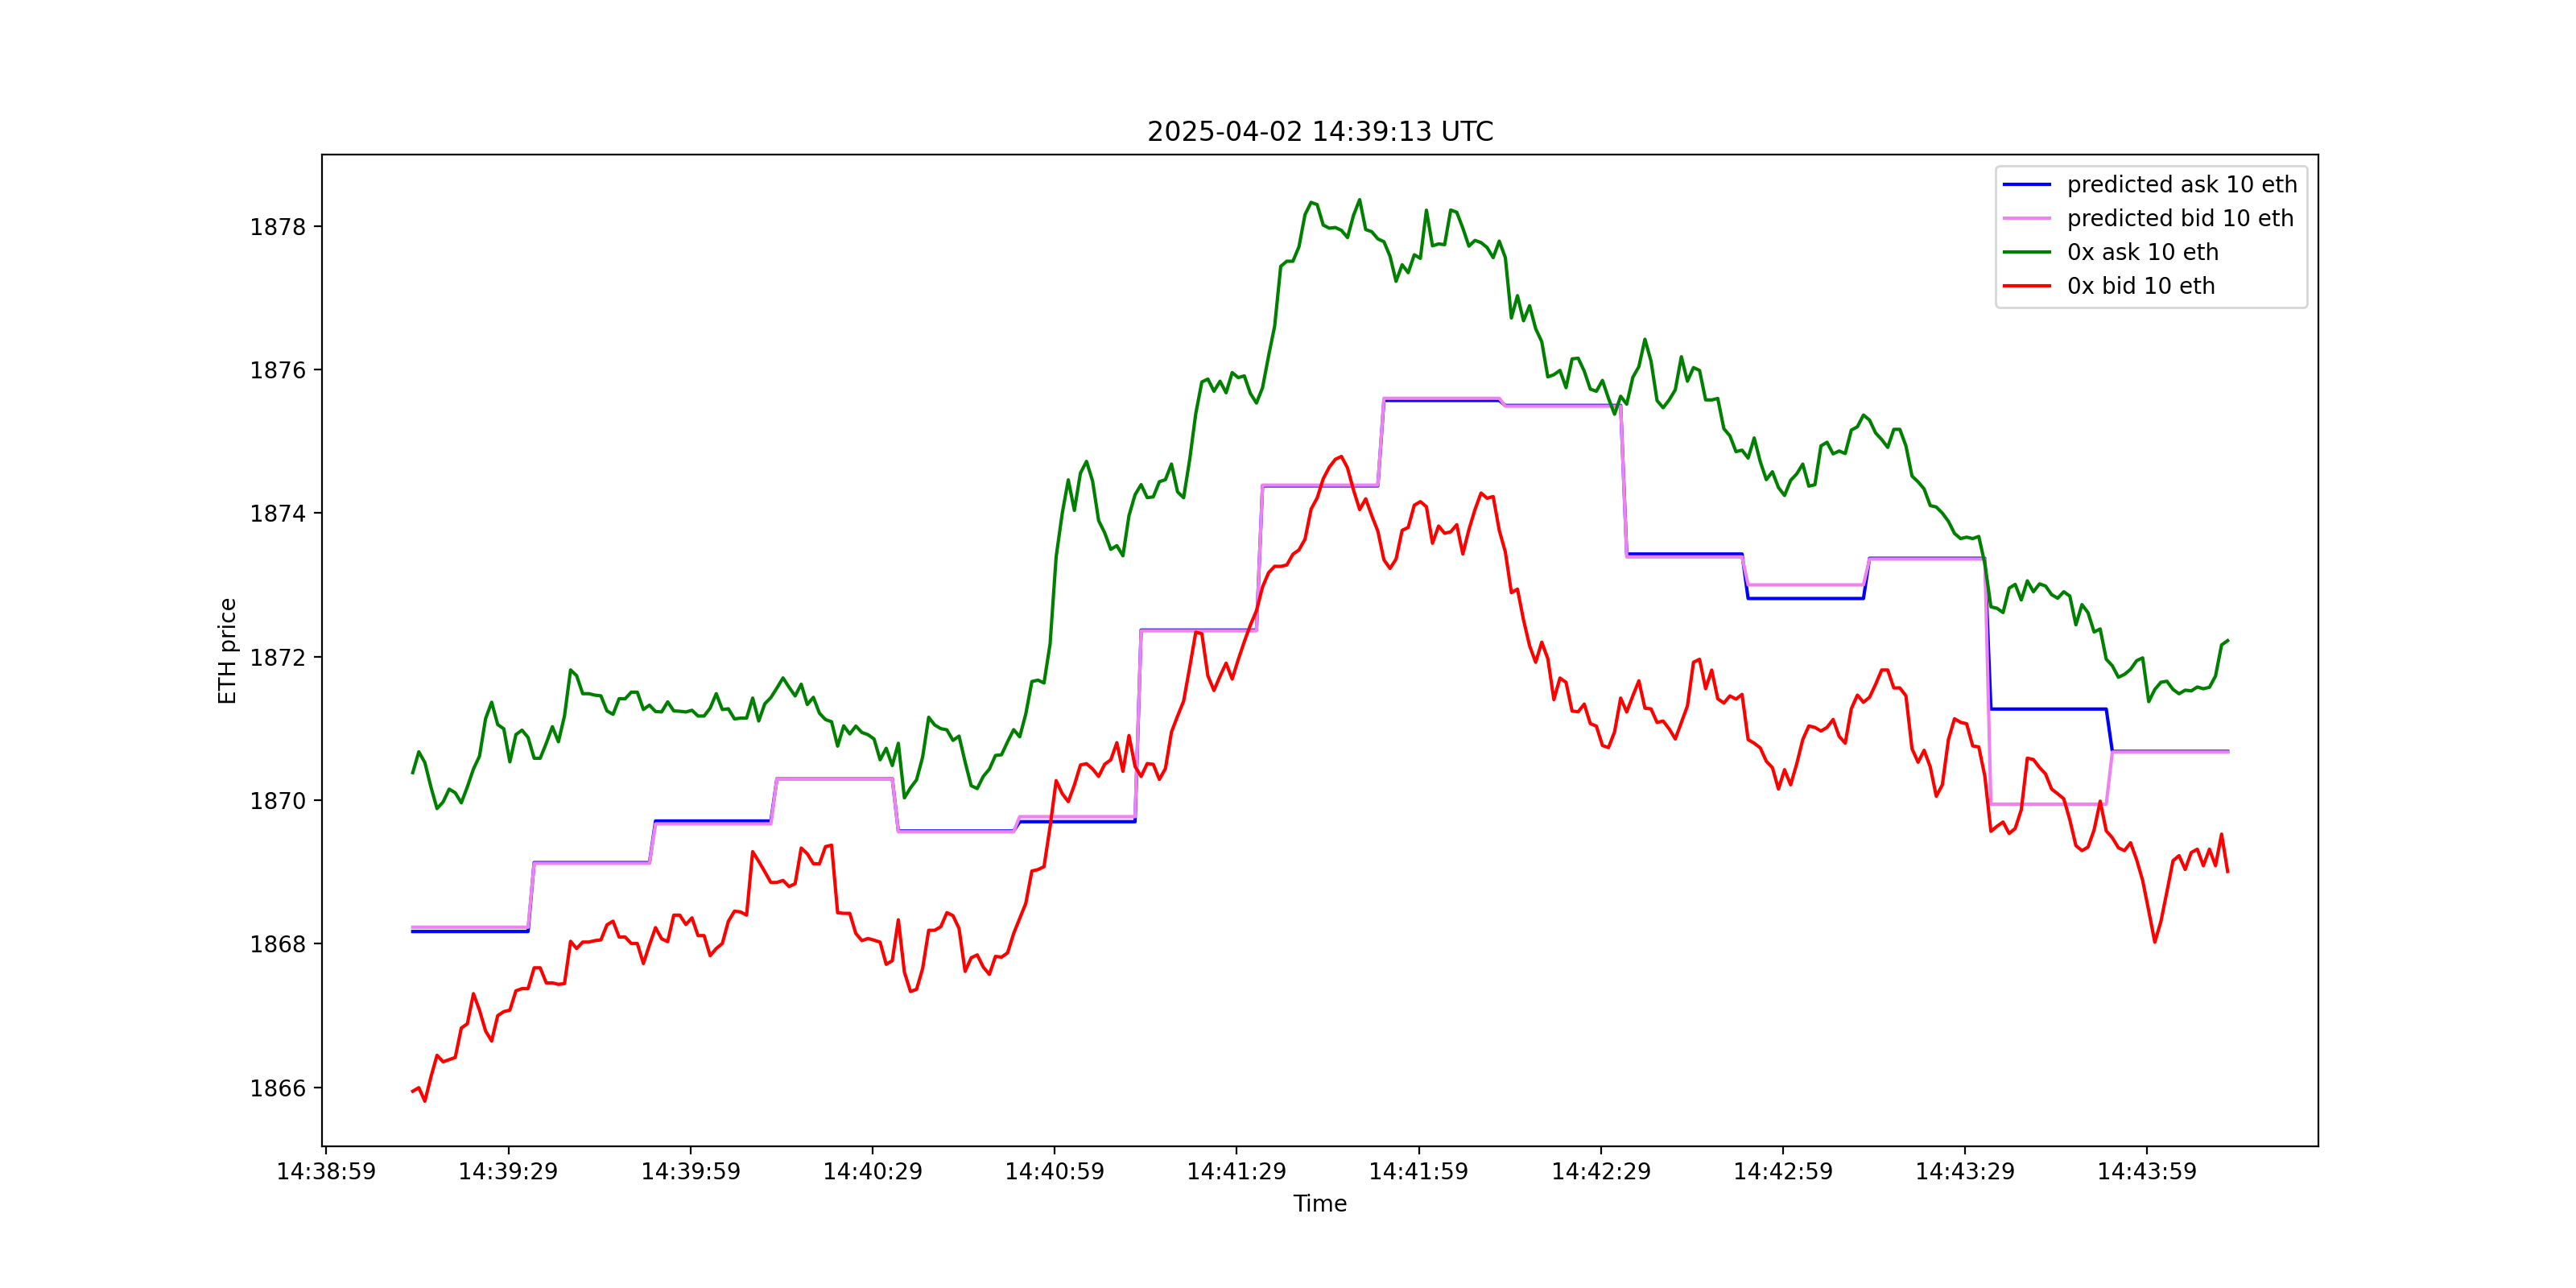 2025-04-02 14:39:13 UTC
predicted ask 10 eth
predicted bid 10 eth
0x ask 10 eth
0x bid 10 eth
ETH price
1878
1876
1874
1872
1870
1868
1866
14:38:59
14:39:29
14:39:59
14:40:29
14:40:59
14:41:29
14:41:59
14:42:29
14:42:59
14:43:29
14:43:59
Time